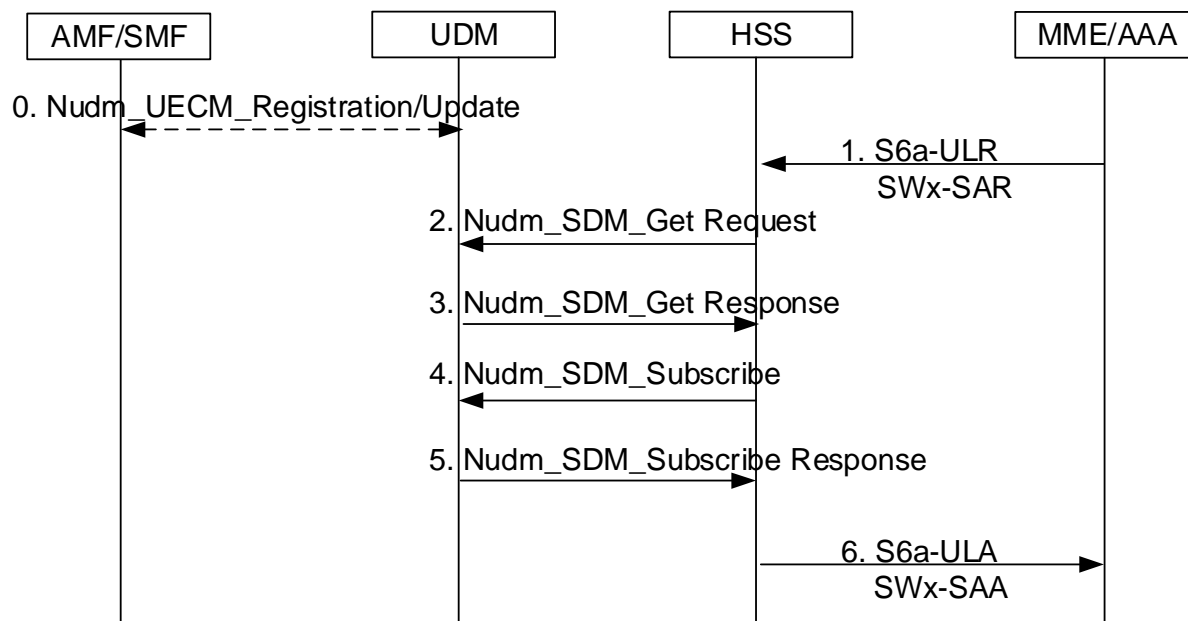 AMF/SMF
UDM
HSS
MME/AAA
0. Nudm_UECM_Registration/Update
1. S6a-ULR
SWx-SAR
2. Nudm_SDM_Get Request
3. Nudm_SDM_Get Response
4. Nudm_SDM_Subscribe
5. Nudm_SDM_Subscribe Response
6. S6a-ULA
SWx-SAA